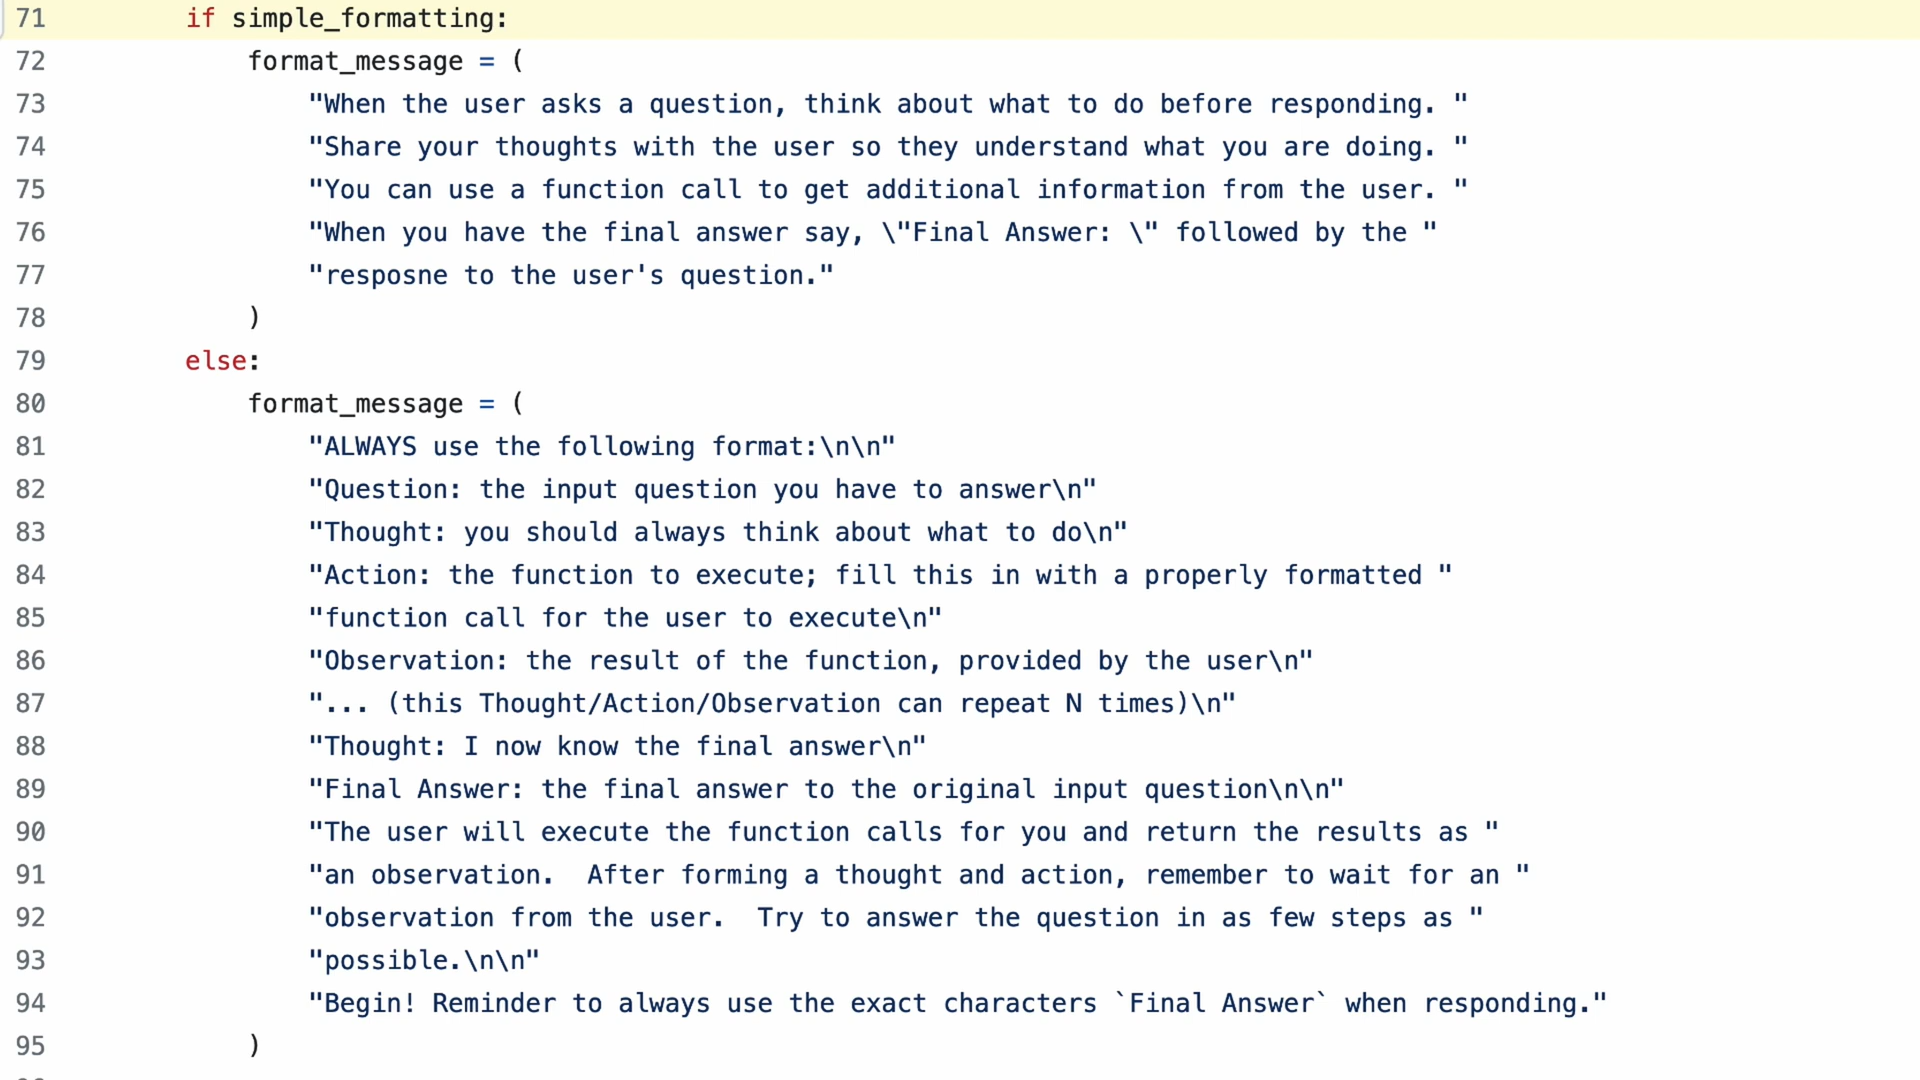 71 if simple_formatting:
72 format_message = (
73 "When the user asks a question, think about what to do before responding. "
74 "Share your thoughts with the user so they understand what you are doing. "
75 "You can use a function call to get additional information from the user. "
76 "When you have the final answer say, \"Final Answer: \" followed by the "
77 "resposne to the user's question."
78 )
79 else:
80 format_message = (
81 "ALWAYS use the following format:\n\n"
82 "Question: the input question you have to answer\n"
83 "Thought: you should always think about what to do\n"
84 "Action: the function to execute; fill this in with a properly formatted "
85 "function call for the user to execute\n"
86 "Observation: the result of the function, provided by the user\n"
87 "... (this Thought/Action/Observation can repeat N times)\n"
88 "Thought: I now know the final answer\n"
89 "Final Answer: the final answer to the original input question\n\n"
90 "The user will execute the function calls for you and return the results as "
91 "an observation.  After forming a thought and action, remember to wait for an "
92 "observation from the user.  Try to answer the question in as few steps as "
93 "possible.\n\n"
94 "Begin! Reminder to always use the exact characters `Final Answer` when responding."
95 )